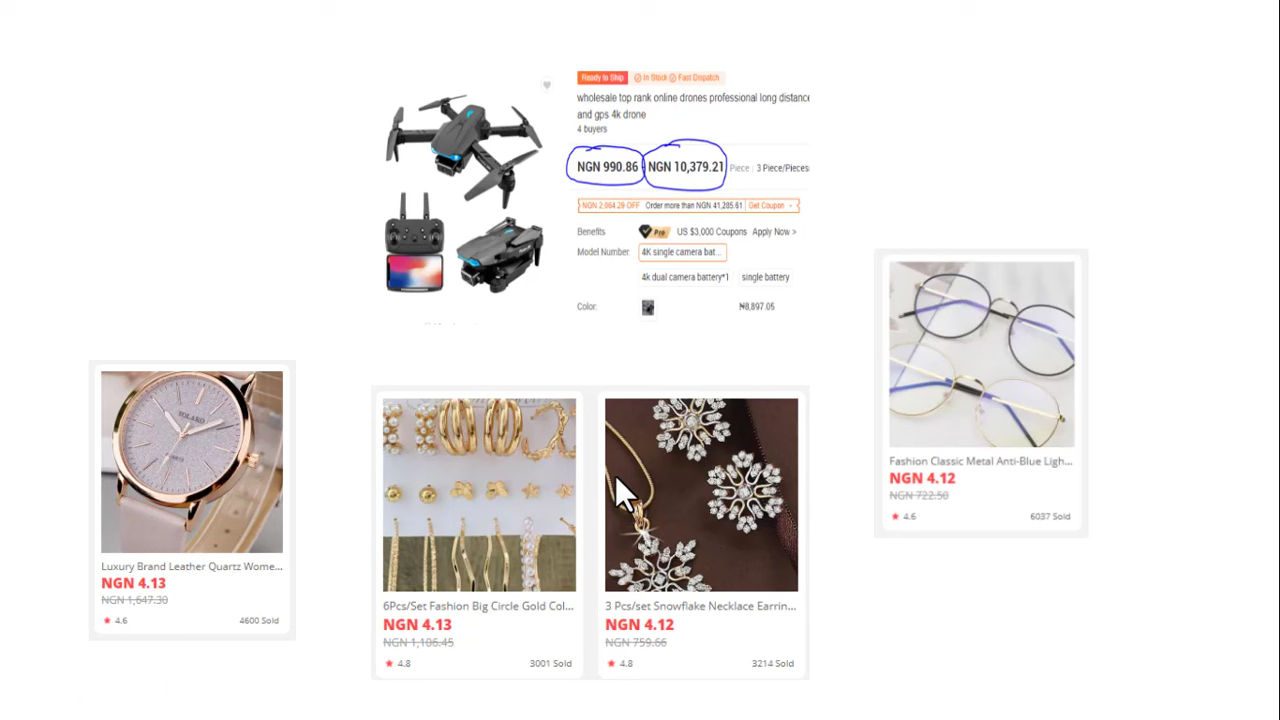 Ready to Ship In Stock Fast Dispatch
wholesale top rank online drones professional long distance
and gps 4k drone
4 buyers
NGN 990.86 - NGN 10,379.21 Piece | 3 Piece/Pieces
NGN 2,064.29 OFF Order more than NGN 41,285.61 Get Coupon
Benefits Pro US $3,000 Coupons Apply Now >
Model Number: 4K single camera bat...
4k dual camera battery*1 single battery
Color: ₦8,897.05
YOLAKO
Luxury Brand Leather Quartz Wome...
NGN 4.13
NGN 1,647.30
4.6 4600 Sold
6Pcs/Set Fashion Big Circle Gold Col...
NGN 4.13
NGN 1,106.45
4.8 3001 Sold
3 Pcs/set Snowflake Necklace Earrin...
NGN 4.12
NGN 759.66
4.8 3214 Sold
Fashion Classic Metal Anti-Blue Ligh...
NGN 4.12
NGN 722.50
4.6 6037 Sold